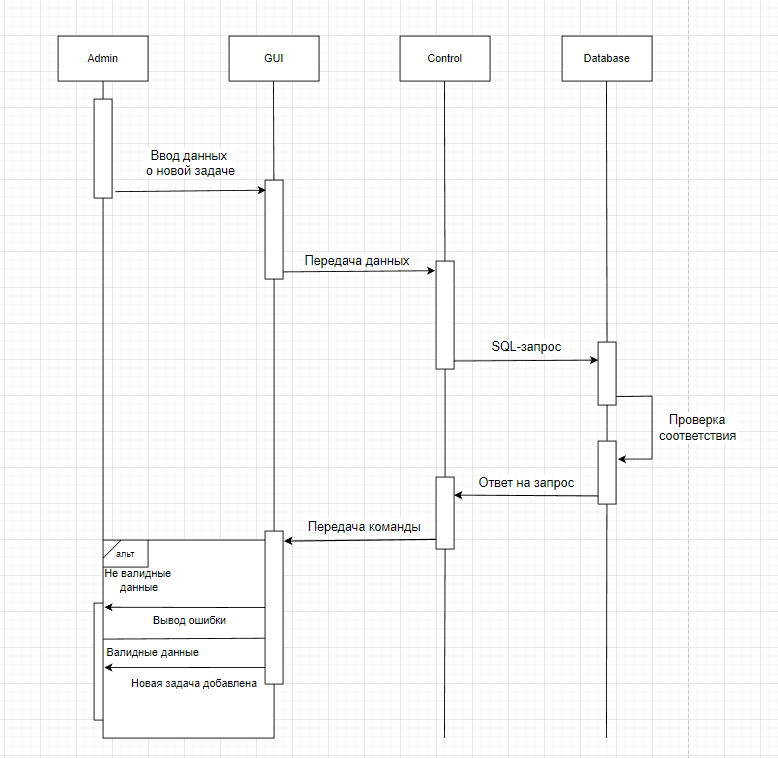 Admin
GUI
Control
Database
Ввод данных
о новой задаче
Передача данных
SQL-запрос
Проверка
соответствия
Ответ на запрос
Передача команды
альт
Не валидные
данные
Вывод ошибки
Валидные данные
Новая задача добавлена